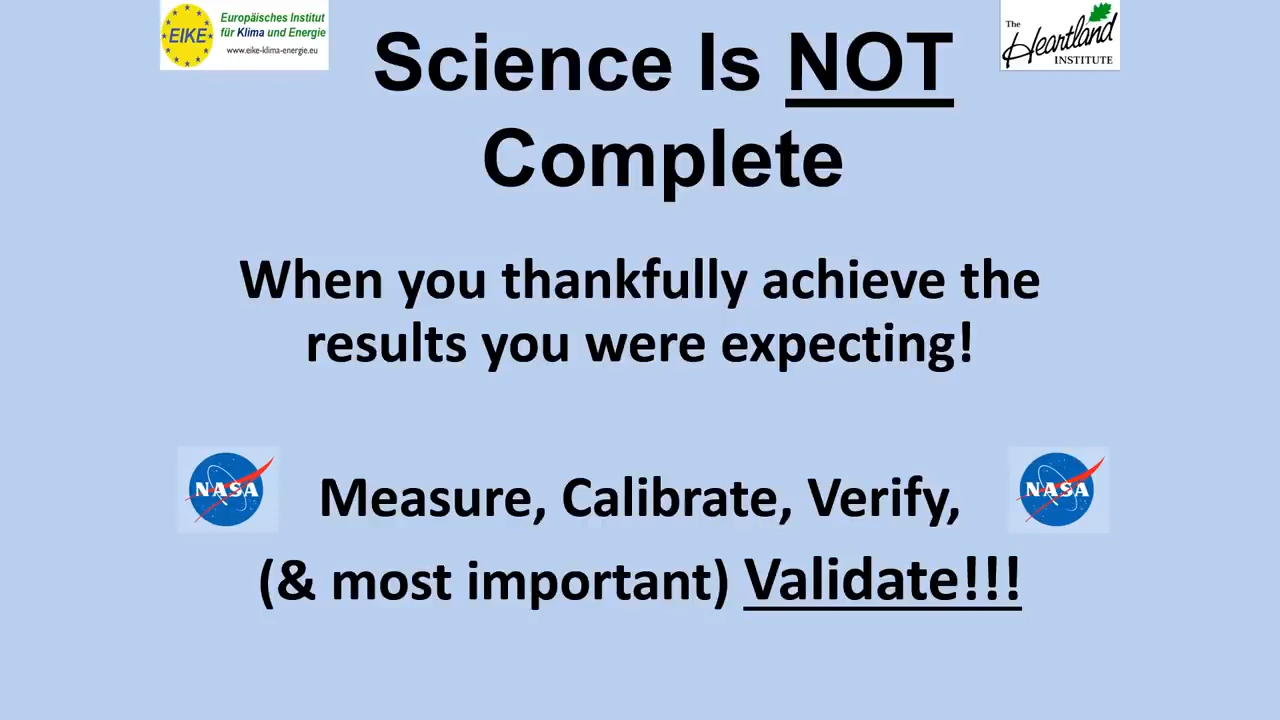 Europäisches Institut
für Klima und Energie
www.eike-klima-energie.eu
EIKE
The
Heartland
INSTITUTE
Science Is NOT
Complete
When you thankfully achieve the
results you were expecting!
NASA
NASA
Measure, Calibrate, Verify,
(& most important) Validate!!!